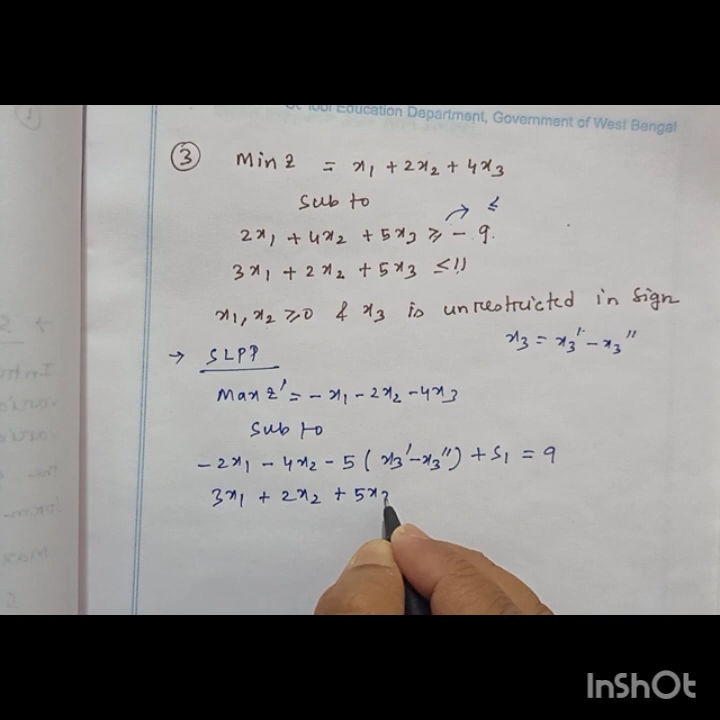 Education Department, Government of West Bengal
③ Min z = x₁ + 2x₂ + 4x₃
Sub to
≤
2x₁ + 4x₂ + 5x₃ ≥ - 9.
3x₁ + 2x₂ + 5x₃ ≤ 11
x₁, x₂ ≥ 0 & x₃ is unrestricted in sign
x₃ = x₃' - x₃''
→ SLPP
Max z' = - x₁ - 2x₂ - 4x₃
Sub to
- 2x₁ - 4x₂ - 5 ( x₃' - x₃'' ) + s₁ = 9
3x₁ + 2x₂ + 5x₃
InShOt